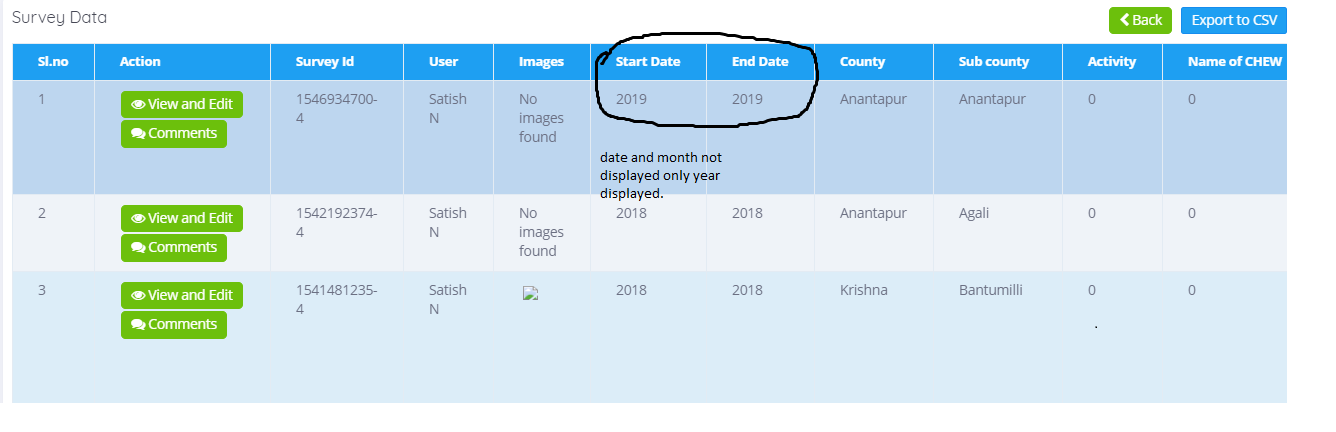 Survey Data
Back Export to CSV
Sl.no Action Survey Id User Images Start Date End Date County Sub county Activity Name of CHEW
1 View and Edit 1546934700- Satish No 2019 2019 Anantapur Anantapur 0 0
Comments 4 N images
found
date and month not
displayed only year
displayed.
2 View and Edit 1542192374- Satish No 2018 2018 Anantapur Agali 0 0
Comments 4 N images
found
3 View and Edit 1541481235- Satish 2018 2018 Krishna Bantumilli 0 0
Comments 4 N